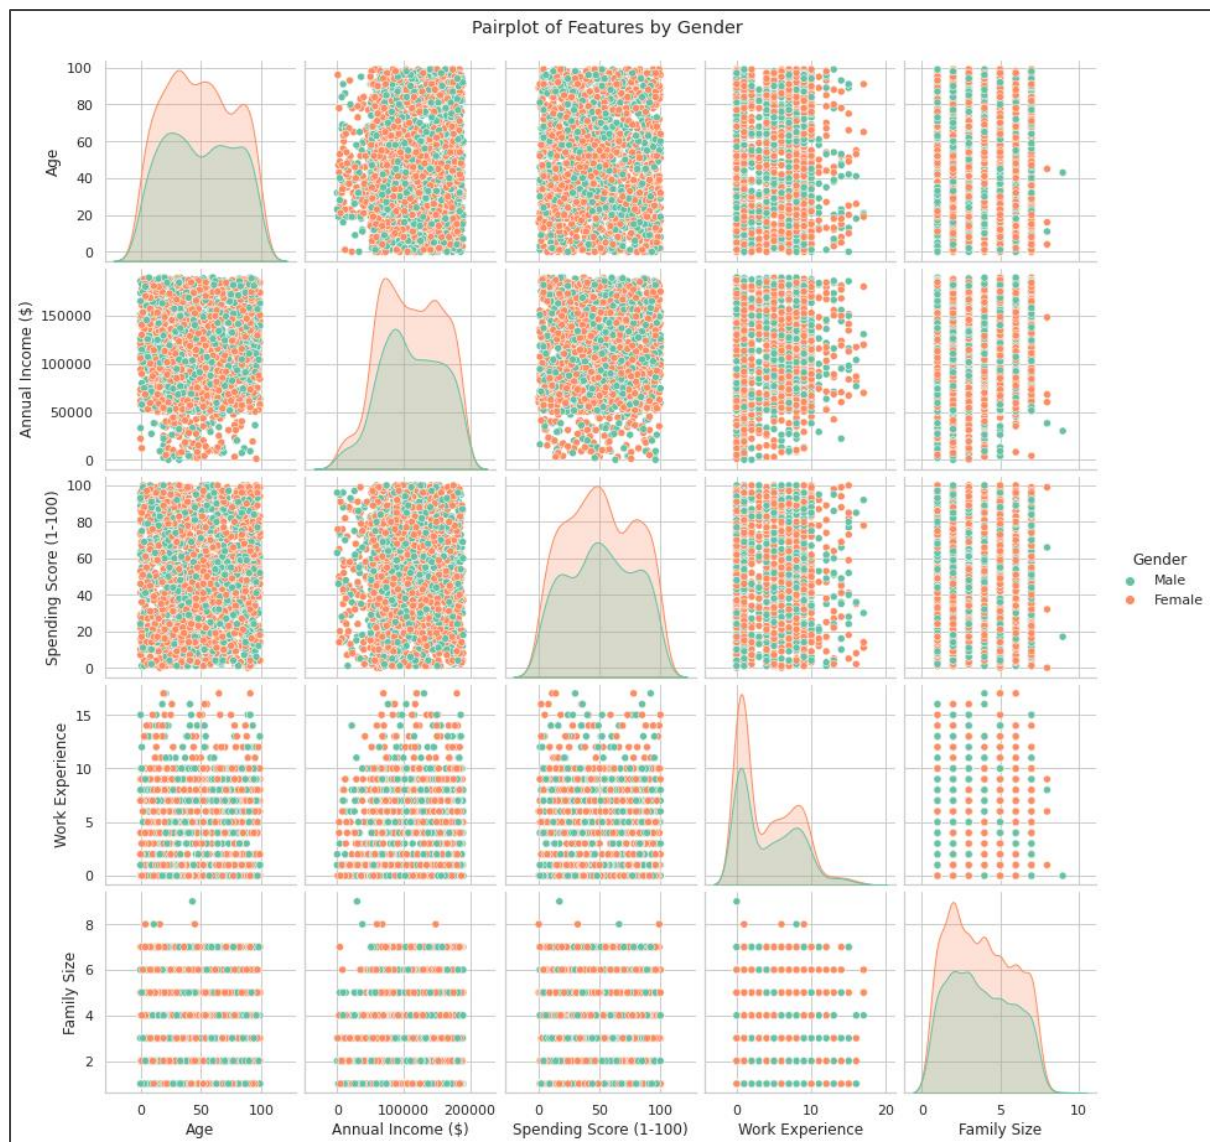 Pairplot of Features by Gender
100
80
60
40
20
0
Age
150000
100000
50000
0
Annual Income ($)
100
80
60
40
20
0
Spending Score (1-100)
Gender
Male
Female
15
10
5
0
Work Experience
8
6
4
2
Family Size
0 50 100 0 100000 200000 0 50 100 0 10 20 0 5 10
Age Annual Income ($) Spending Score (1-100) Work Experience Family Size